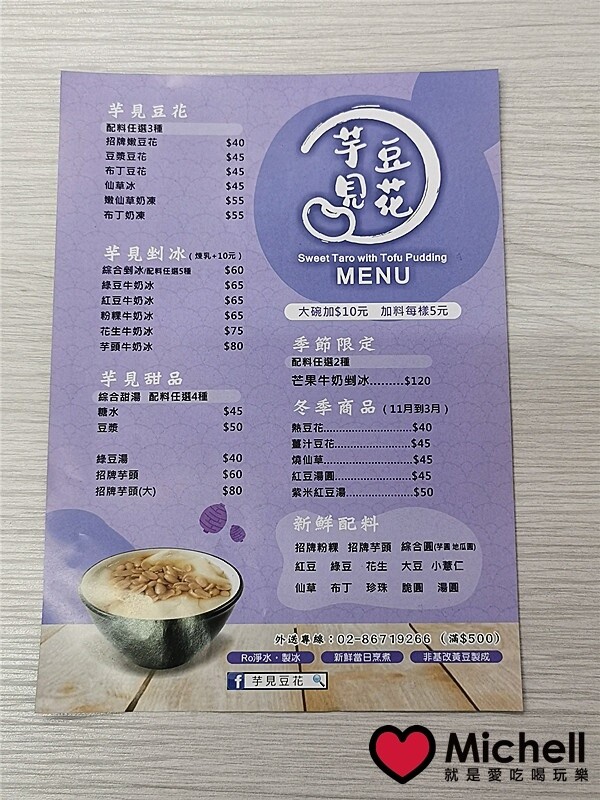 芋見豆花
配料任選3種
招牌嫩豆花 $40
豆漿豆花 $45
布丁豆花 $45
仙草冰 $45
嫩仙草奶凍 $55
布丁奶凍 $55
芋見剉冰(煉乳+10元)
綜合剉冰/配料任選5種 $60
綠豆牛奶冰 $65
紅豆牛奶冰 $65
粉粿牛奶冰 $65
花生牛奶冰 $75
芋頭牛奶冰 $80
芋見甜品
綜合甜湯 配料任選4種
糖水 $45
豆漿 $50
綠豆湯 $40
招牌芋頭 $60
招牌芋頭(大) $80
芋見豆花
Sweet Taro with Tofu Pudding
MENU
大碗加$10元 加料每樣5元
季節限定
配料任選2種
芒果牛奶剉冰.........$120
冬季商品(11月到3月)
熱豆花..........................$40
薑汁豆花......................$45
燒仙草..........................$45
紅豆湯圓......................$45
紫米紅豆湯..................$50
新鮮配料
招牌粉粿 招牌芋頭 綜合圓(芋圓 地瓜圓)
紅豆 綠豆 花生 大豆 小薏仁
仙草 布丁 珍珠 脆圓 湯圓
外送專線:02-86719266 (滿$500)
Ro淨水·製冰 新鮮當日烹煮 非基改黃豆製成
f 芋見豆花
Michell
就是愛吃喝玩樂